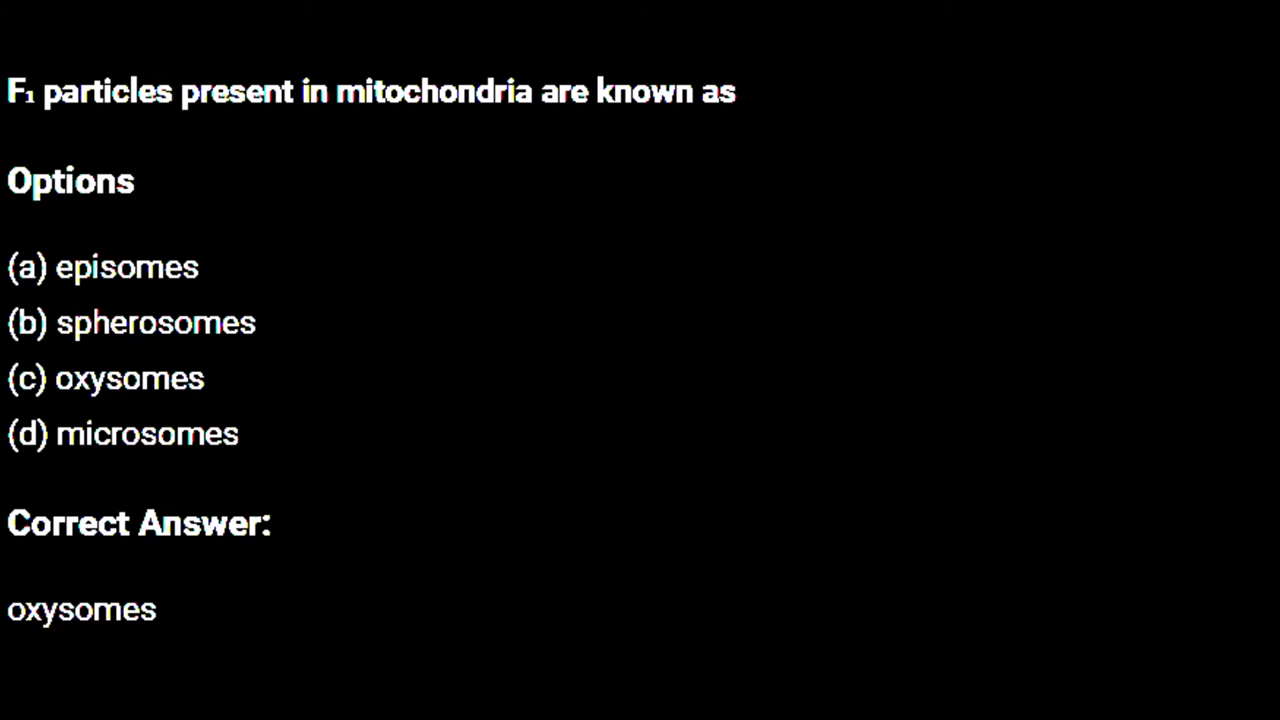 F₁ particles present in mitochondria are known as
Options
(a) episomes
(b) spherosomes
(c) oxysomes
(d) microsomes
Correct Answer:
oxysomes